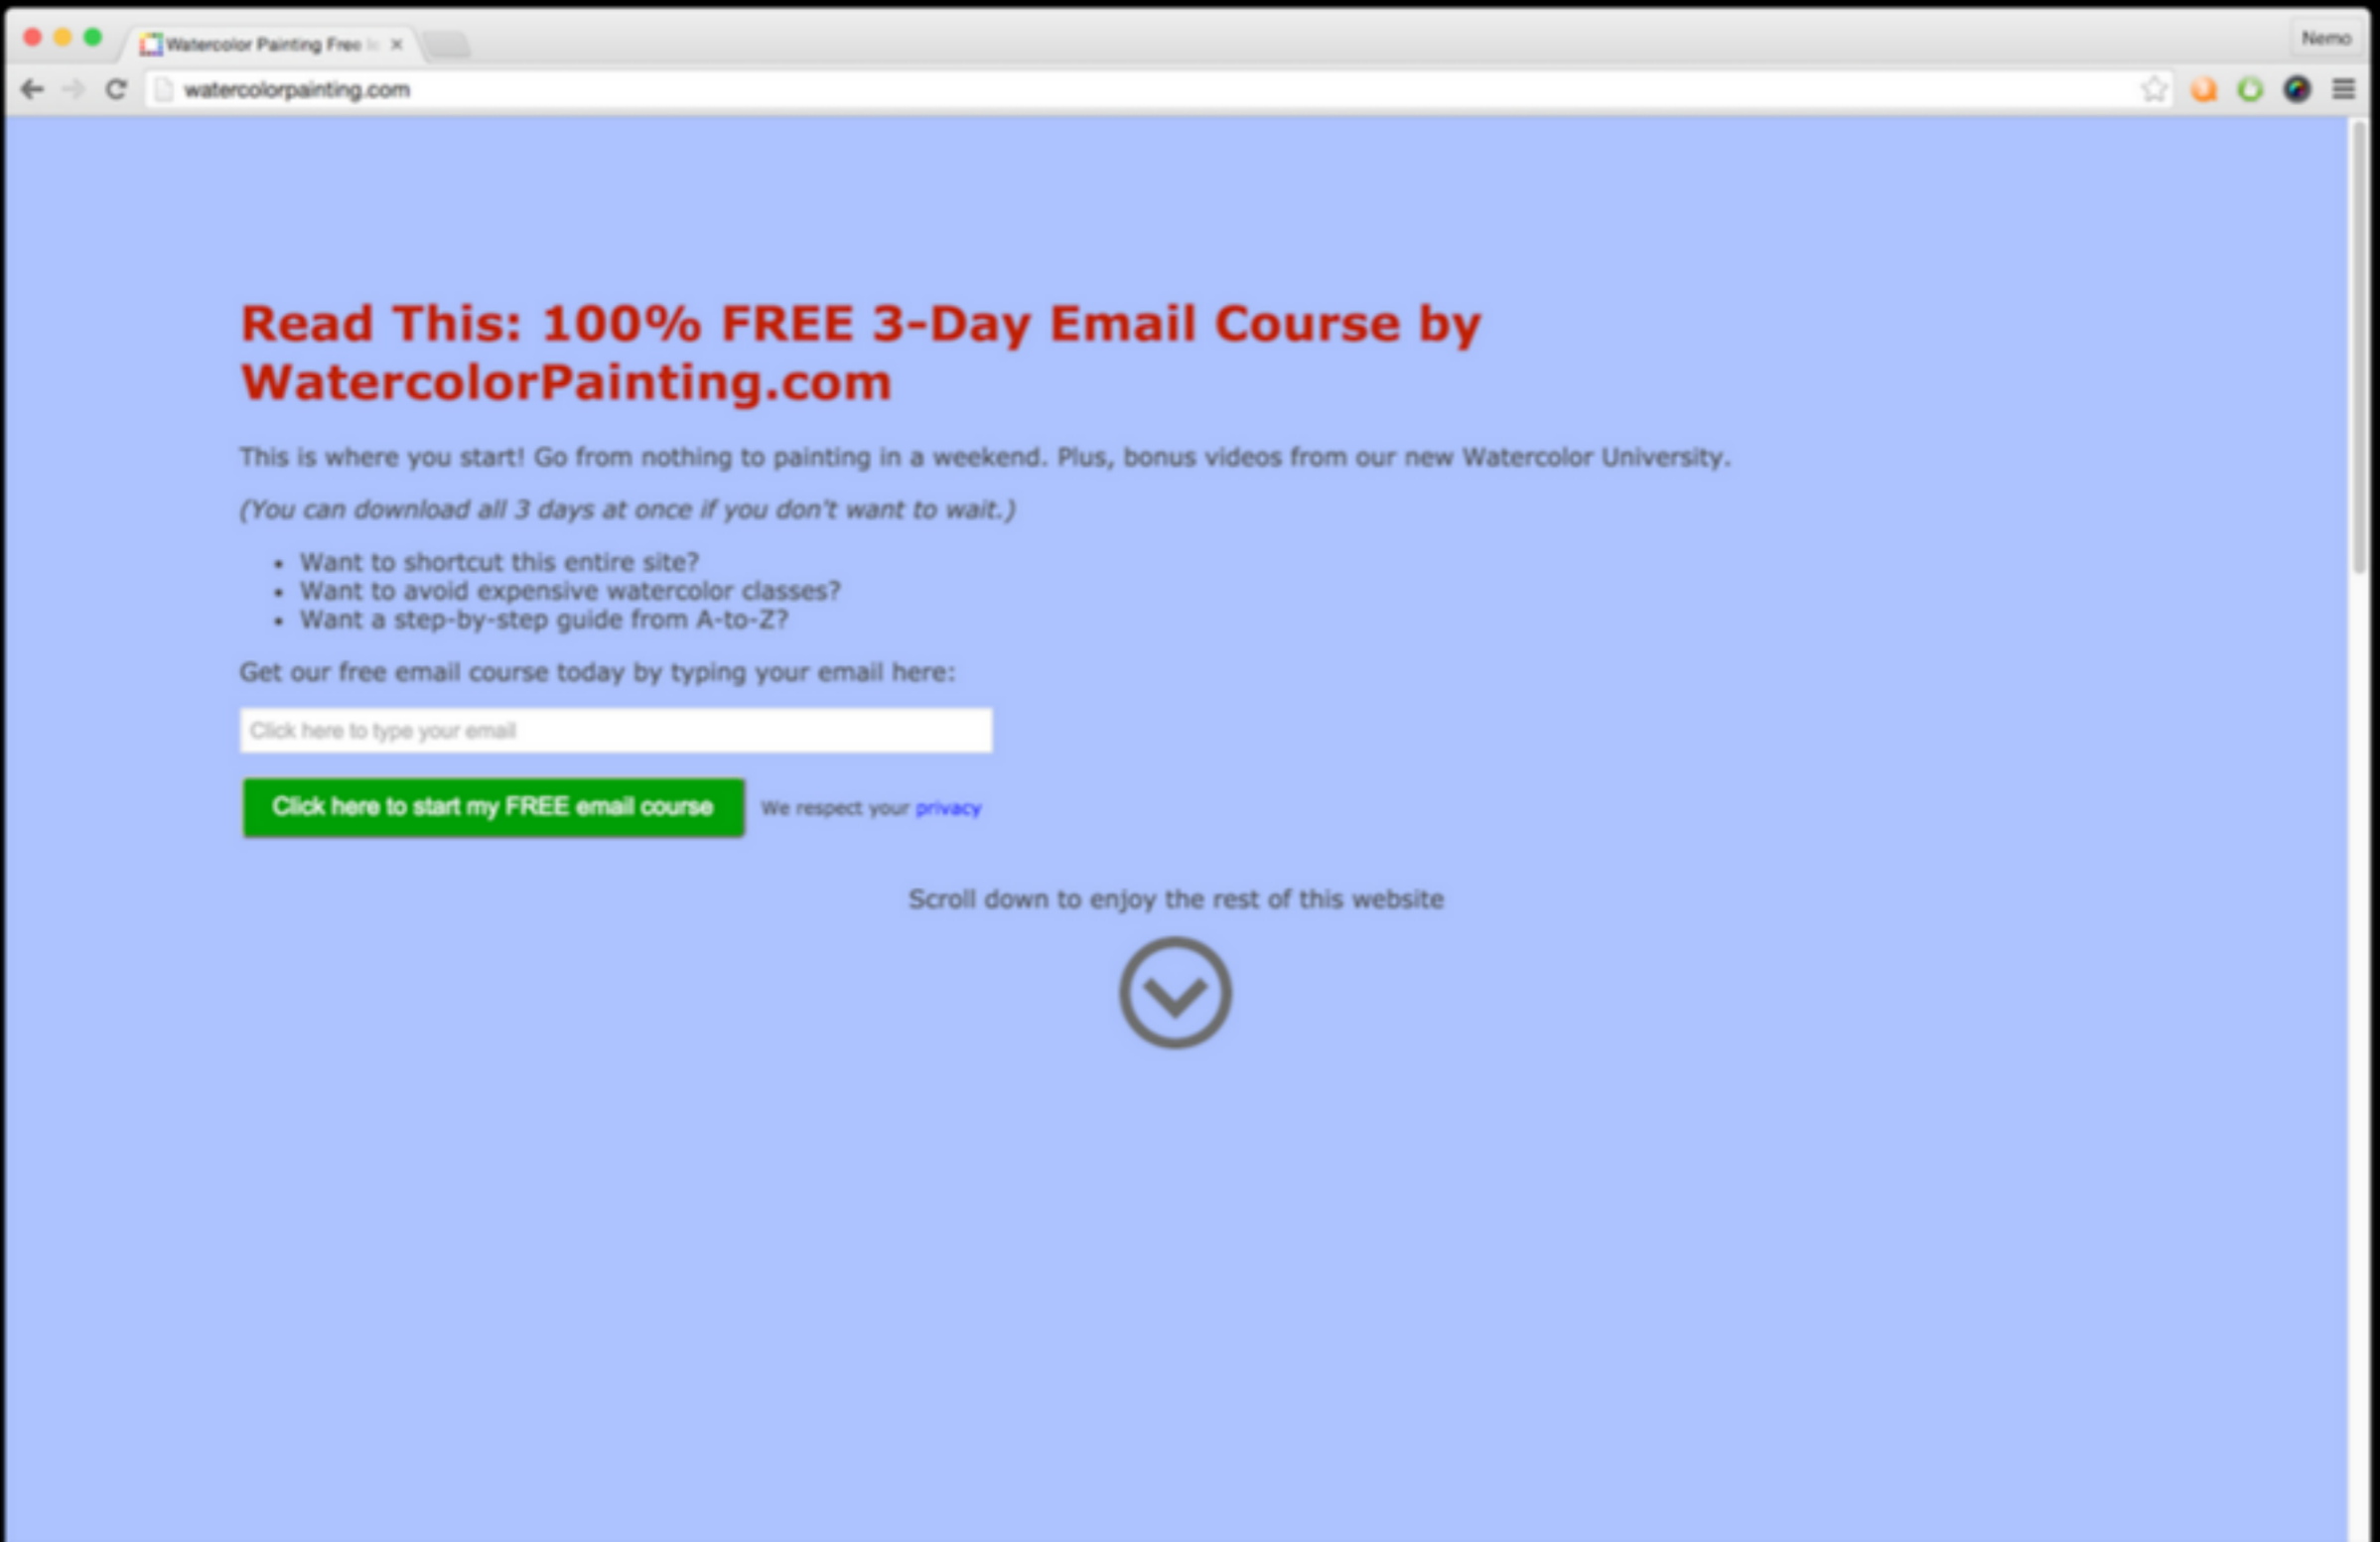 Watercolor Painting Free
Nemo
watercolorpainting.com
Read This: 100% FREE 3-Day Email Course by
WatercolorPainting.com
This is where you start! Go from nothing to painting in a weekend. Plus, bonus videos from our new Watercolor University.
(You can download all 3 days at once if you don't want to wait.)
• Want to shortcut this entire site?
• Want to avoid expensive watercolor classes?
• Want a step-by-step guide from A-to-Z?
Get our free email course today by typing your email here:
Click here to type your email
Click here to start my FREE email course We respect your privacy
Scroll down to enjoy the rest of this website